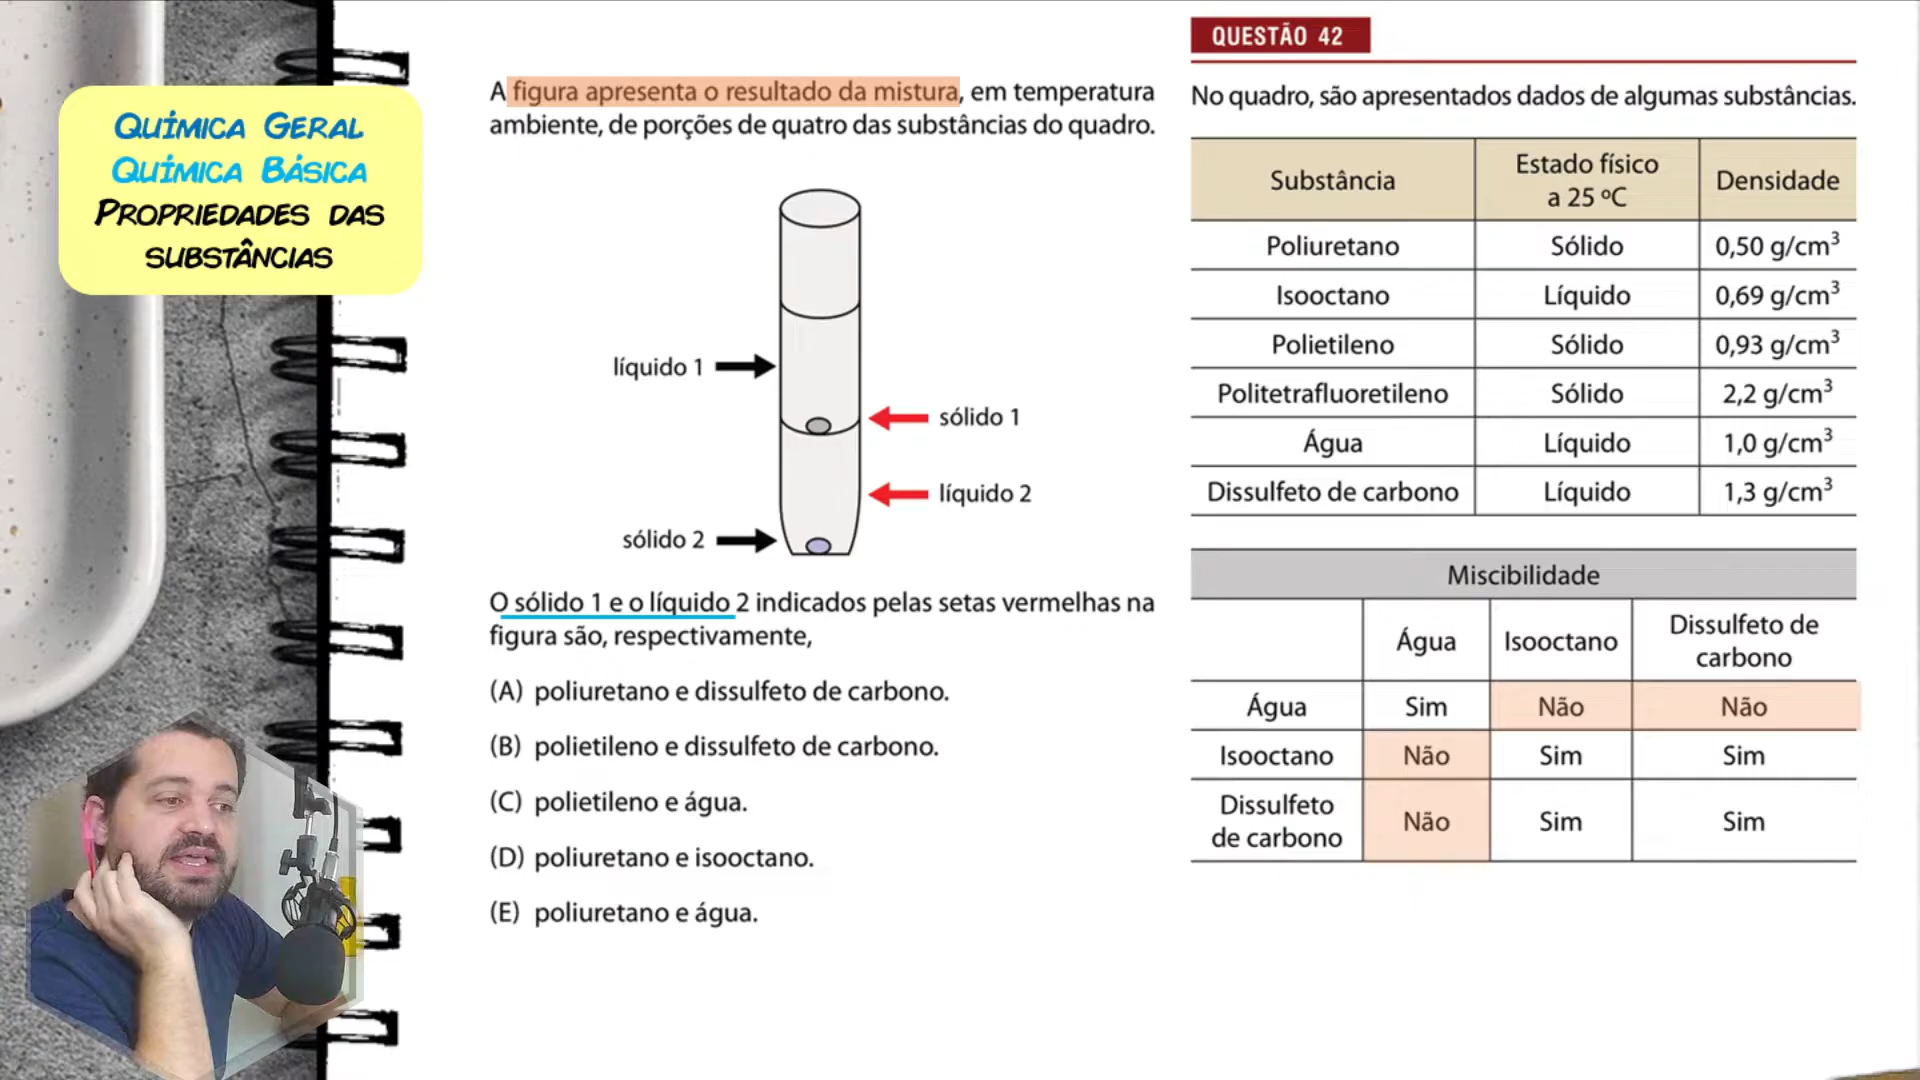 QUÍMICA GERAL
QUÍMICA BÁSICA
PROPRIEDADES DAS
SUBSTÂNCIAS
A figura apresenta o resultado da mistura, em temperatura
ambiente, de porções de quatro das substâncias do quadro.
líquido 1
sólido 1
líquido 2
sólido 2
O sólido 1 e o líquido 2 indicados pelas setas vermelhas na
figura são, respectivamente,
(A) poliuretano e dissulfeto de carbono.
(B) polietileno e dissulfeto de carbono.
(C) polietileno e água.
(D) poliuretano e isooctano.
(E) poliuretano e água.
QUESTÃO 42
No quadro, são apresentados dados de algumas substâncias.
Substância Estado físico a 25 ºC Densidade
Poliuretano Sólido 0,50 g/cm³
Isooctano Líquido 0,69 g/cm³
Polietileno Sólido 0,93 g/cm³
Politetrafluoretileno Sólido 2,2 g/cm³
Água Líquido 1,0 g/cm³
Dissulfeto de carbono Líquido 1,3 g/cm³
Miscibilidade
Água Isooctano Dissulfeto de carbono
Água Sim Não Não
Isooctano Não Sim Sim
Dissulfeto de carbono Não Sim Sim